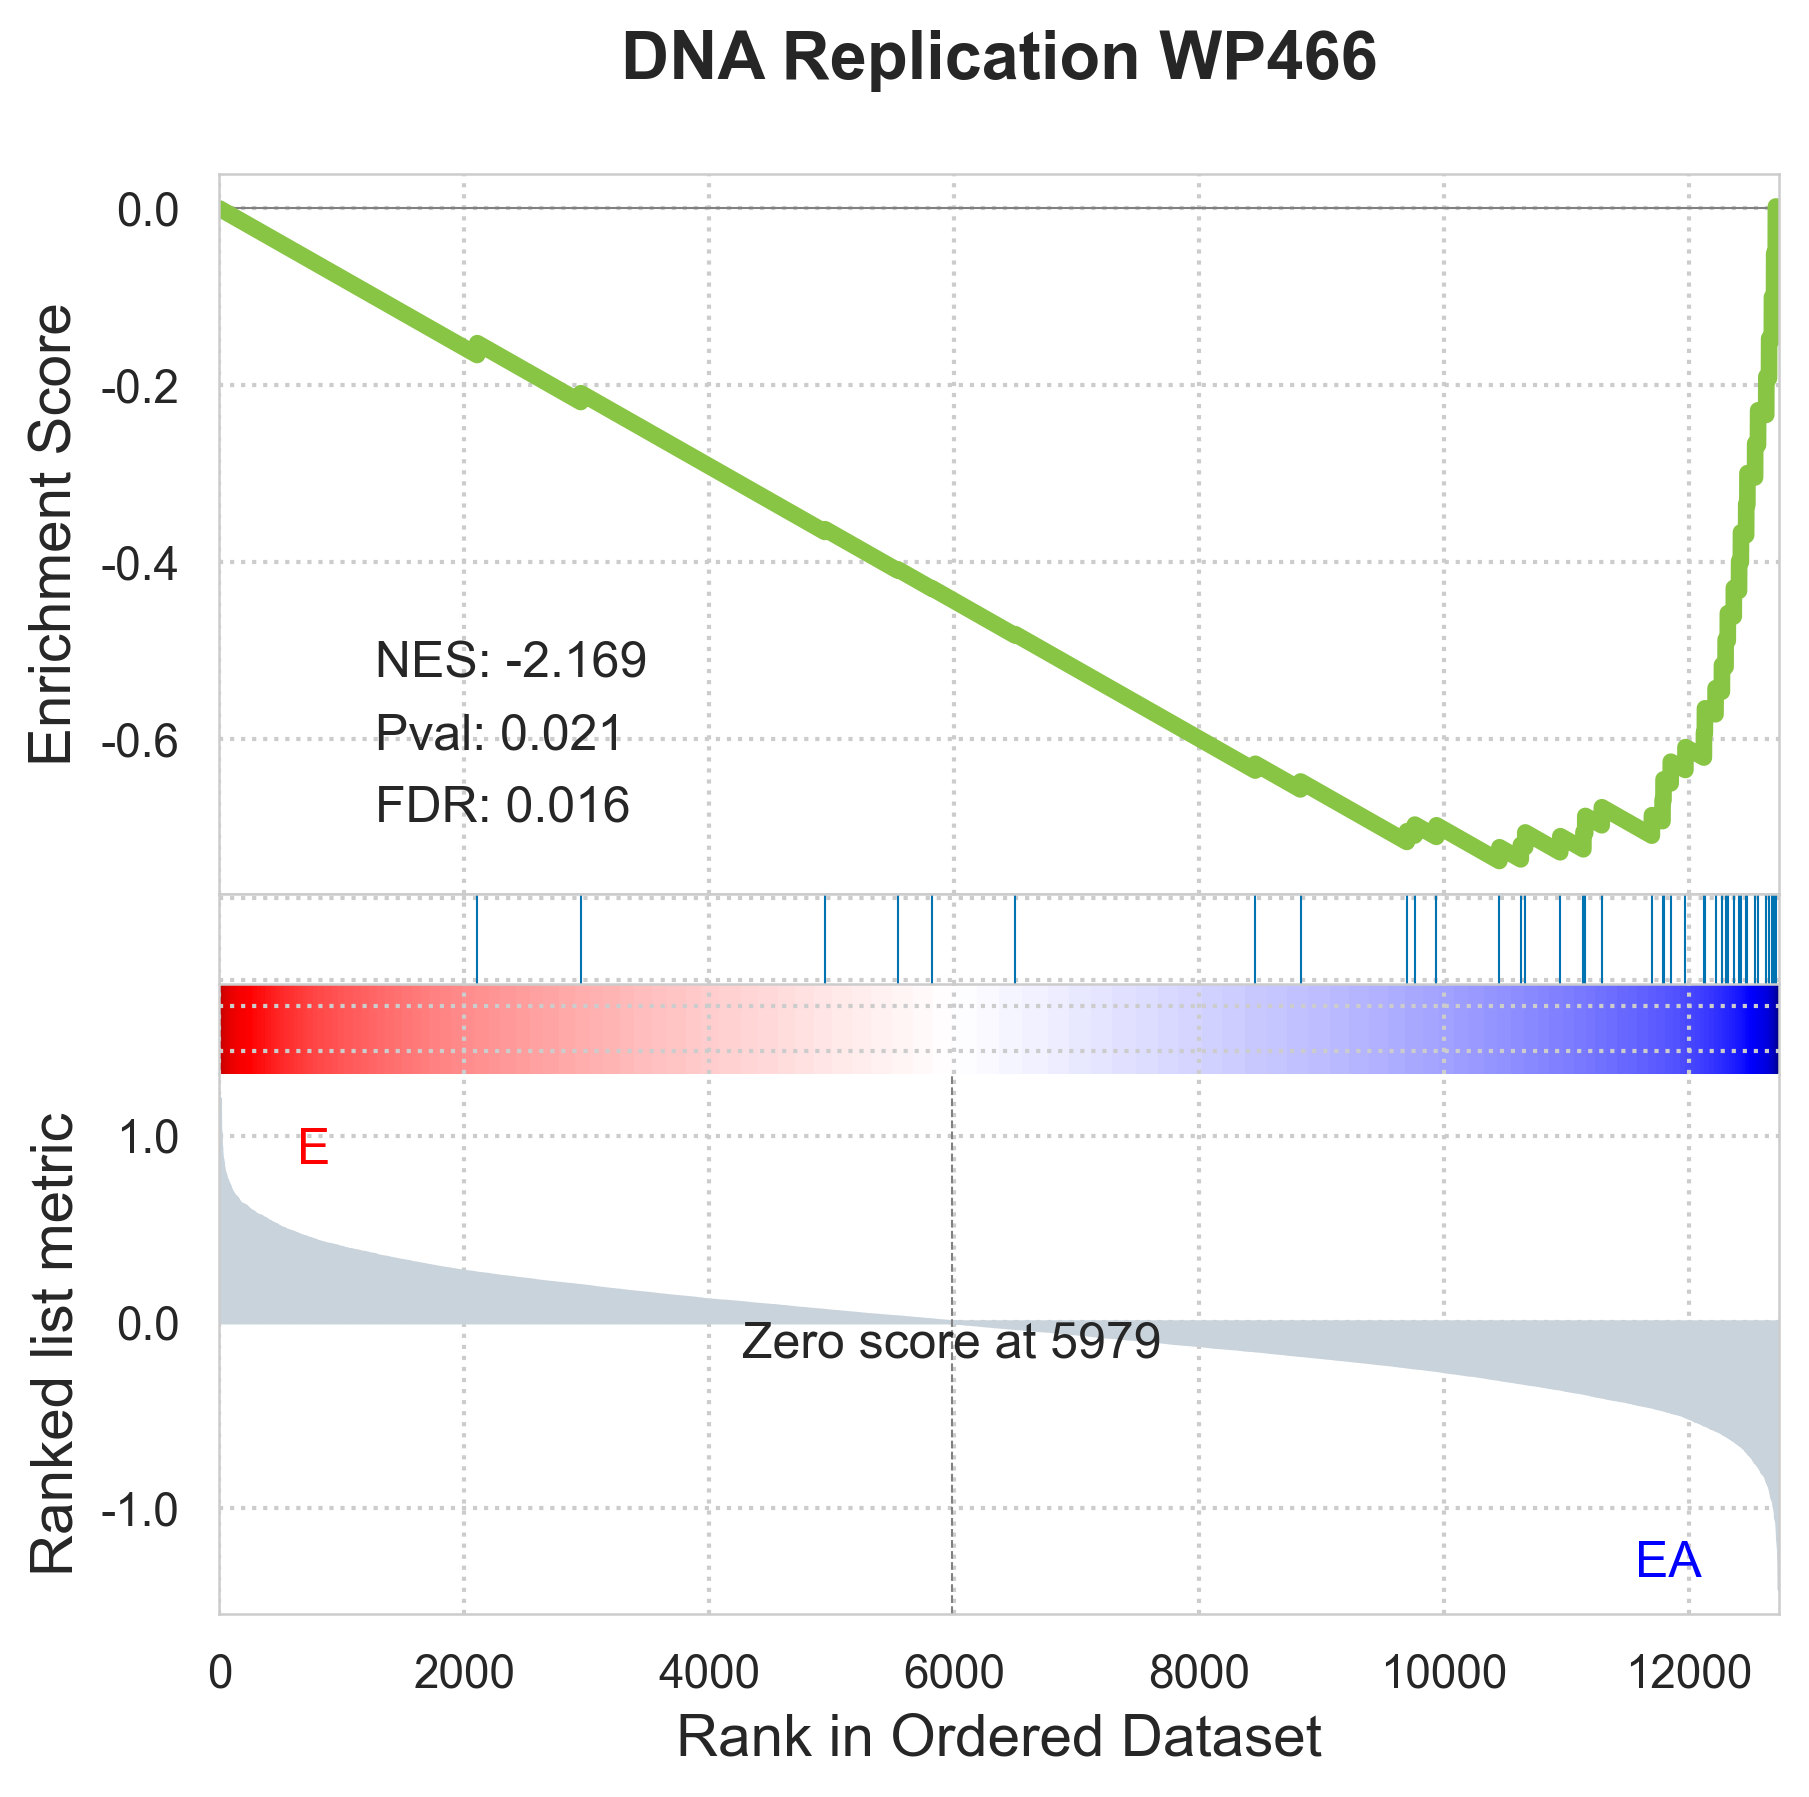 DNA Replication WP466
Enrichment Score
0.0
-0.2
-0.4
-0.6
NES: -2.169
Pval: 0.021
FDR: 0.016
Ranked list metric
1.0
0.0
-1.0
E
Zero score at 5979
EA
0 2000 4000 6000 8000 10000 12000
Rank in Ordered Dataset